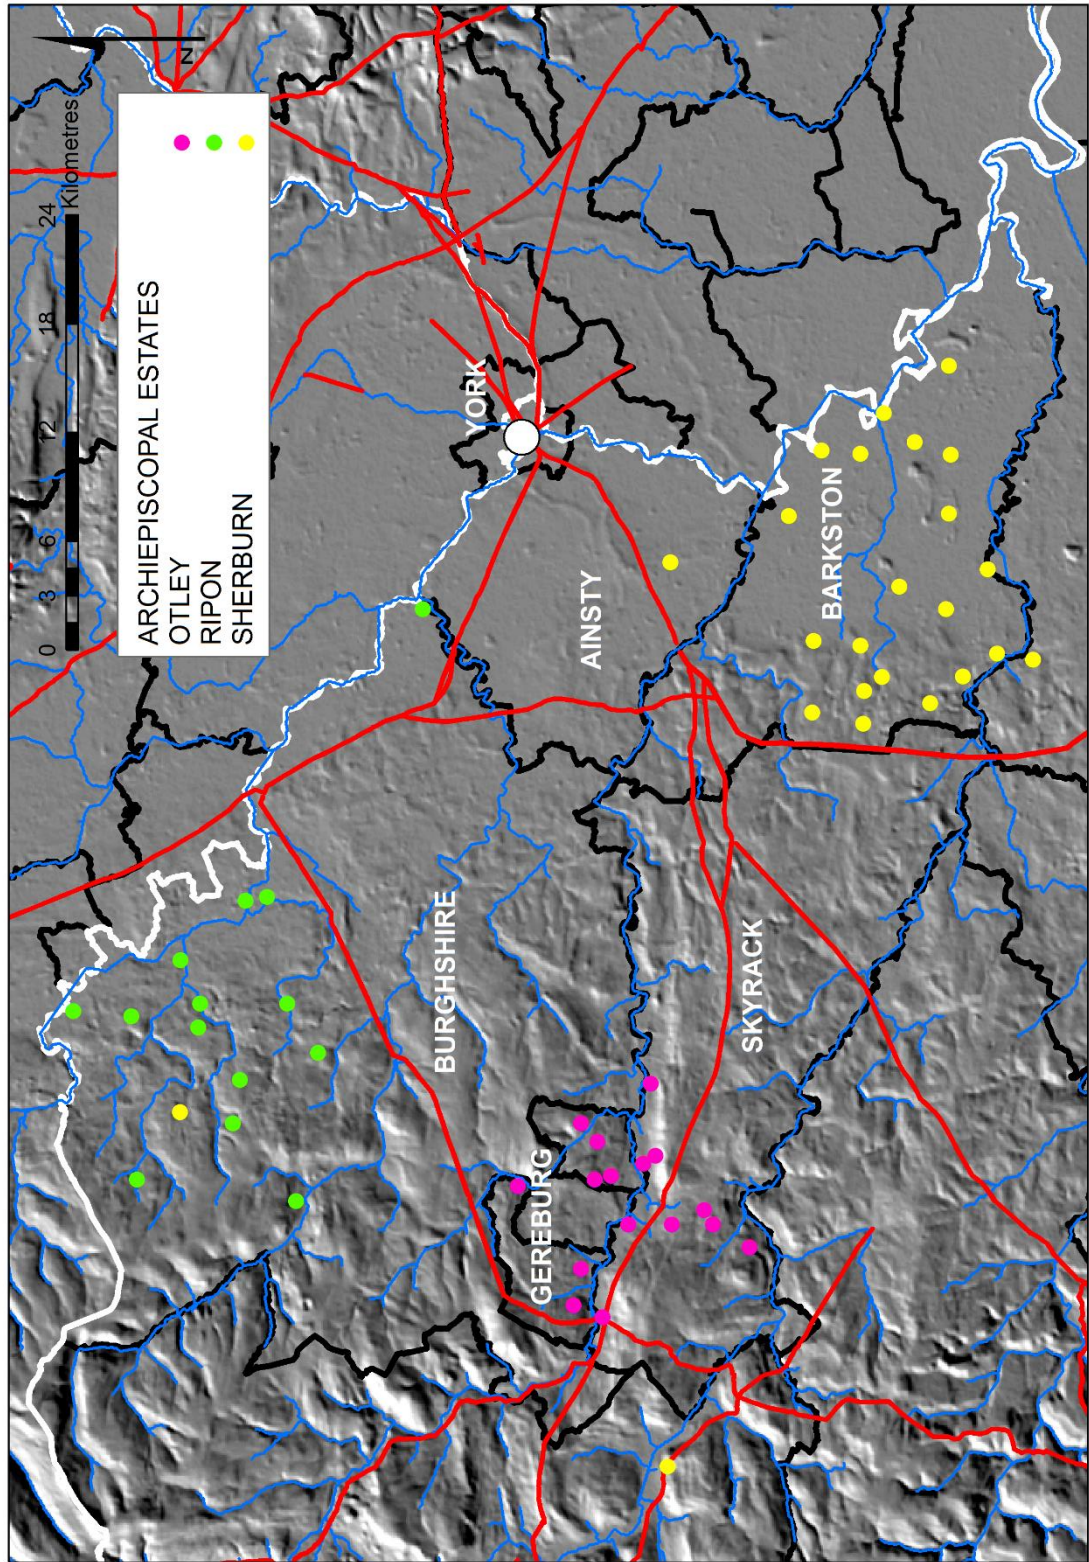 ARCHIEPISCOPAL ESTATES
OTLEY
RIPON
SHERBURN
0 3 6 12 18 24
Kilometres
N
YORK
AINSTY
BARKSTON
BURGHSHIRE
SKYRACK
GEREBURG